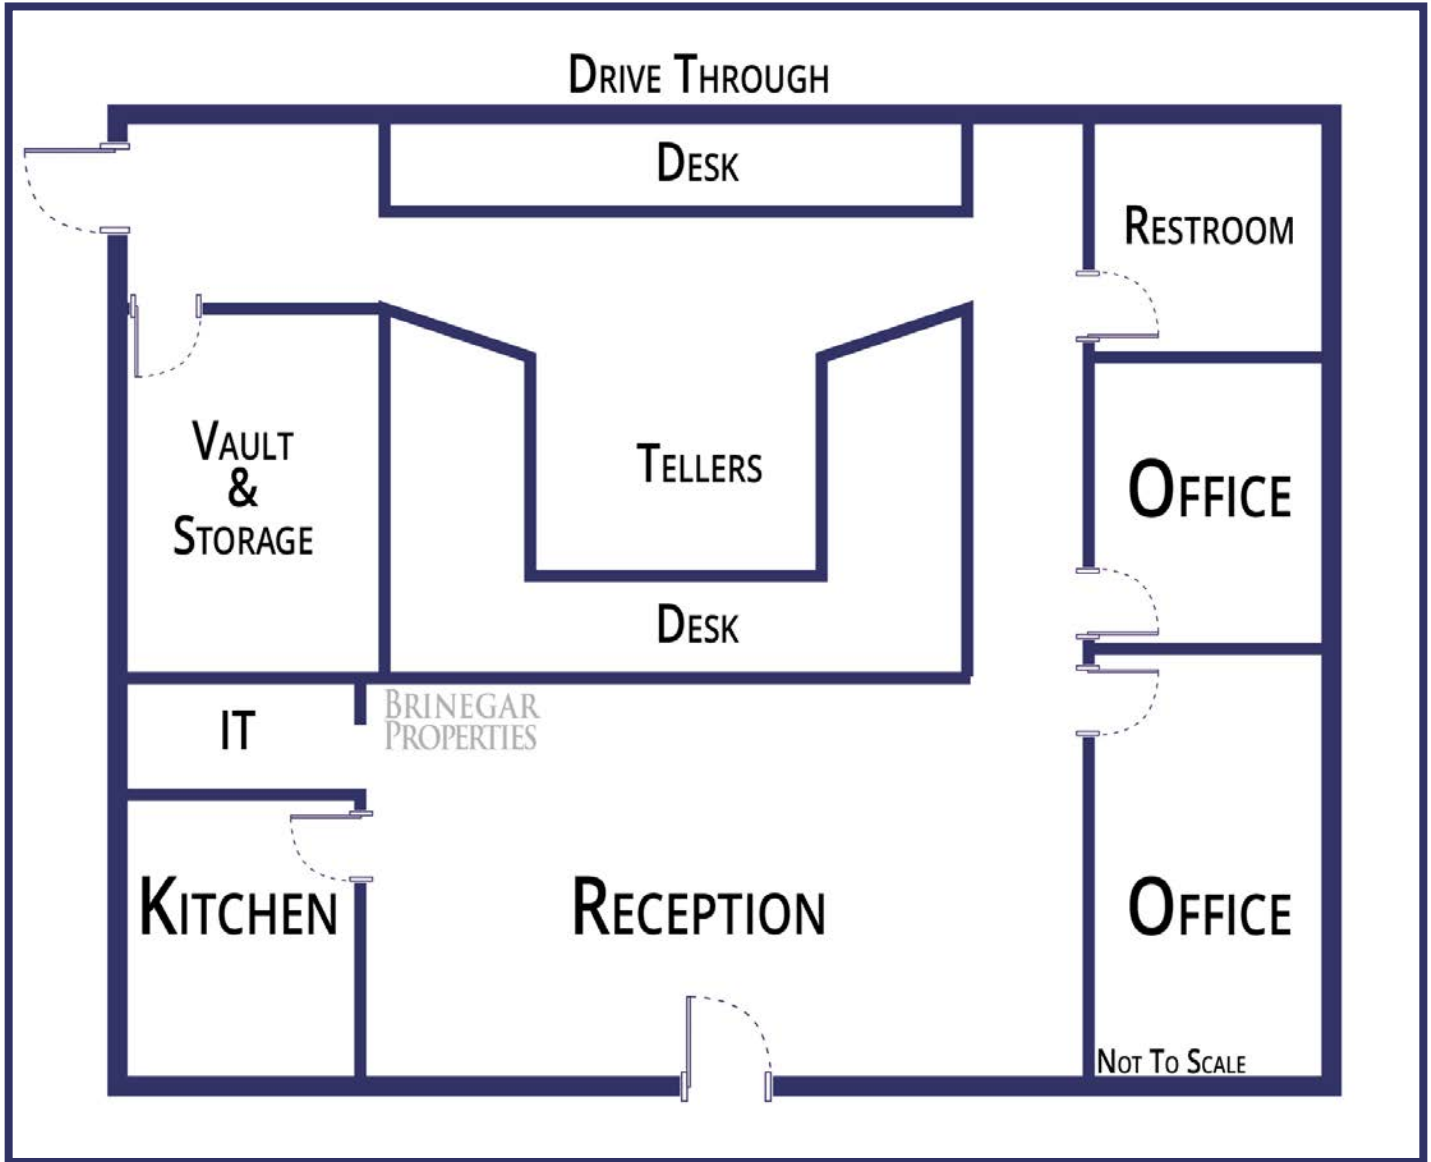 Drive Through
Desk
Restroom
Vault
&
Storage
Tellers
Office
Desk
IT
Brinegar
Properties
Kitchen
Reception
Office
Not To Scale